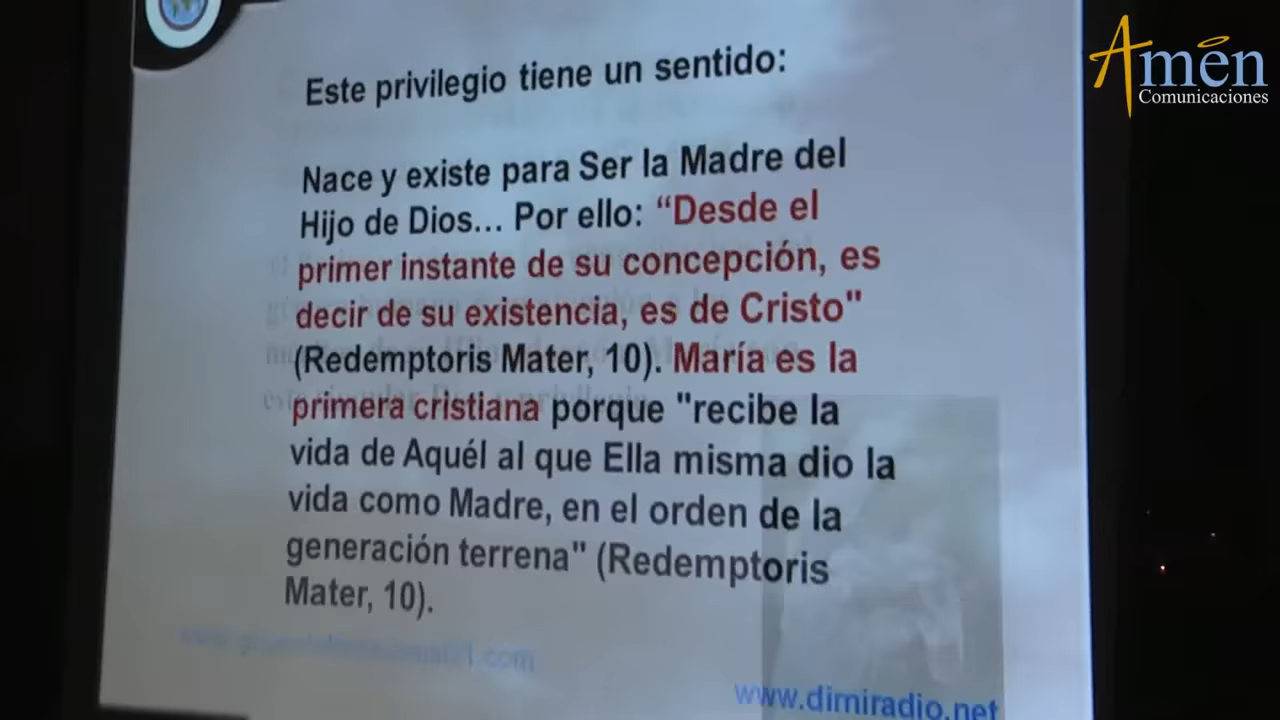 Amén
Comunicaciones
Este privilegio tiene un sentido:
Nace y existe para Ser la Madre del
Hijo de Dios... Por ello: “Desde el
primer instante de su concepción, es
decir de su existencia, es de Cristo"
(Redemptoris Mater, 10). María es la
primera cristiana porque "recibe la
vida de Aquél al que Ella misma dio la
vida como Madre, en el orden de la
generación terrena" (Redemptoris
Mater, 10).
www.dimiradio.net